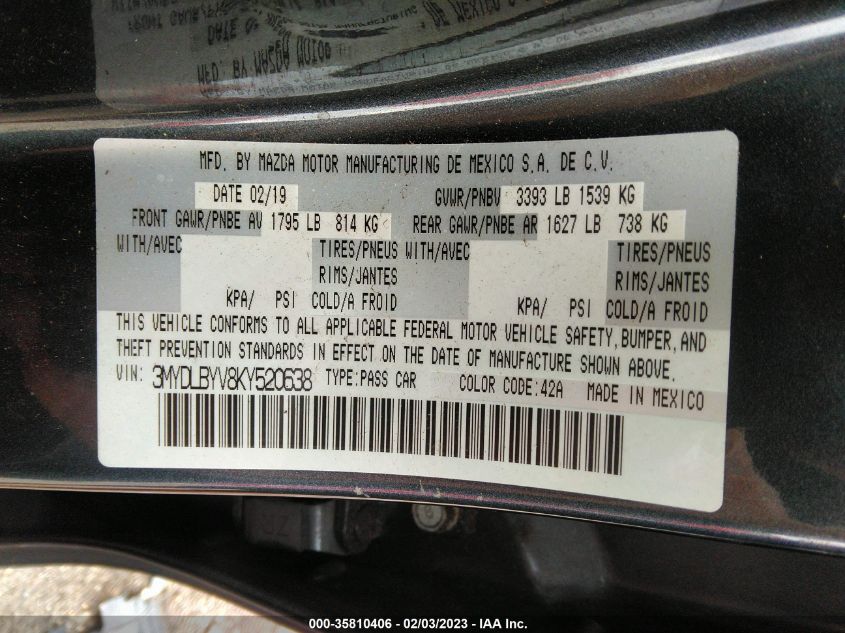 MFD. BY MAZDA MOTOR MANUFACTURING DE MEXICO S.A. DE C.V.
DATE 02/19 GVWR/PNBV 3393 LB 1539 KG
FRONT GAWR/PNBE AV 1795 LB 814 KG REAR GAWR/PNBE AR 1627 LB 738 KG
WITH/AVEC TIRES/PNEUS WITH/AVEC TIRES/PNEUS
RIMS/JANTES RIMS/JANTES
KPA/ PSI COLD/A FROID KPA/ PSI COLD/A FROID
THIS VEHICLE CONFORMS TO ALL APPLICABLE FEDERAL MOTOR VEHICLE SAFETY, BUMPER, AND
THEFT PREVENTION STANDARDS IN EFFECT ON THE DATE OF MANUFACTURE SHOWN ABOVE.
VIN: 3MYDLBYV8KY520638 TYPE:PASS CAR COLOR CODE:42A MADE IN MEXICO
000-35810406 - 02/03/2023 - IAA Inc.